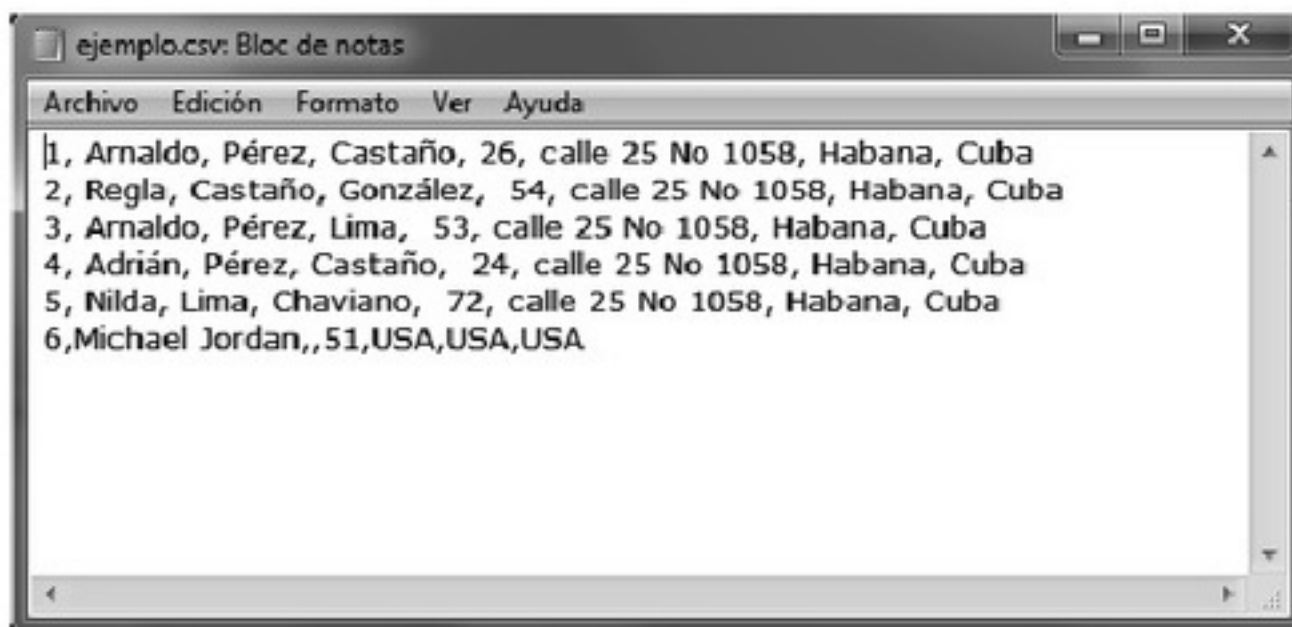 ejemplo.csv: Bloc de notas
Archivo Edición Formato Ver Ayuda
1, Arnaldo, Pérez, Castaño, 26, calle 25 No 1058, Habana, Cuba
2, Regla, Castaño, González,  54, calle 25 No 1058, Habana, Cuba
3, Arnaldo, Pérez, Lima,  53, calle 25 No 1058, Habana, Cuba
4, Adrián, Pérez, Castaño,  24, calle 25 No 1058, Habana, Cuba
5, Nilda, Lima, Chaviano,  72, calle 25 No 1058, Habana, Cuba
6,Michael Jordan,,51,USA,USA,USA